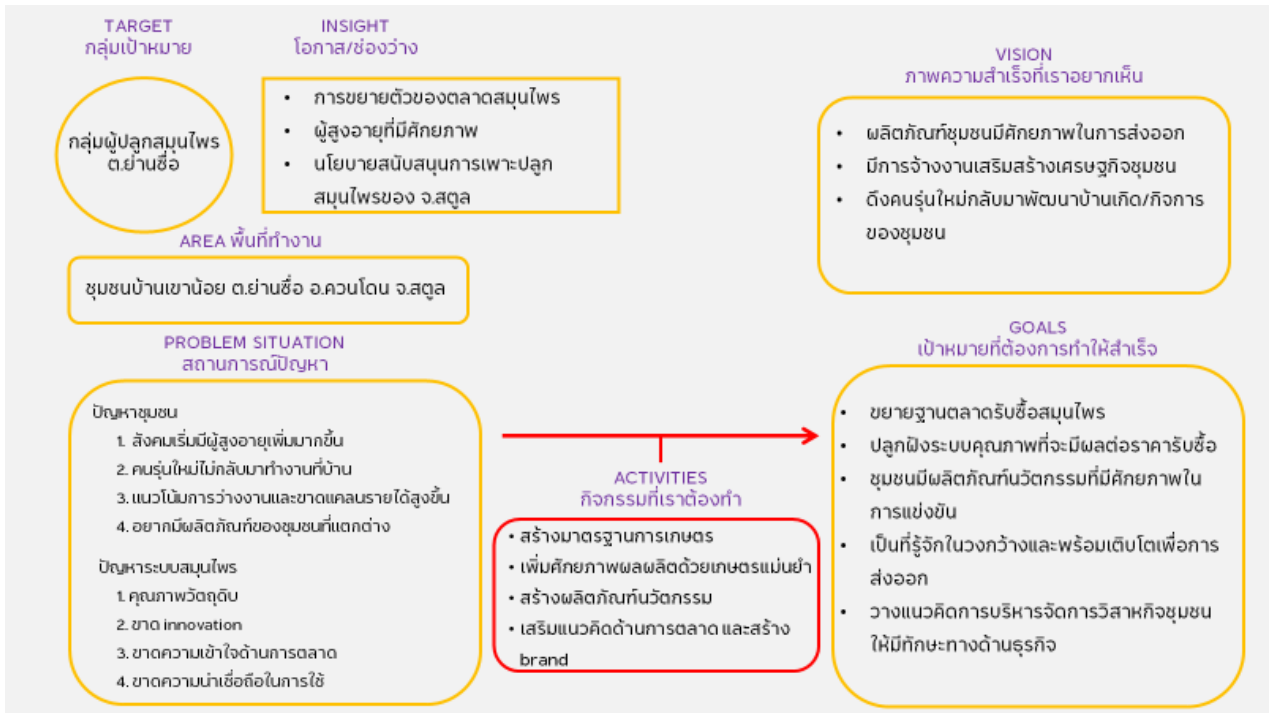 TARGET
กลุ่มเป้าหมาย
กลุ่มผู้ปลูกสมุนไพร
ต.ย่านซื่อ
INSIGHT
โอกาส/ช่องว่าง
• การขยายตัวของตลาดสมุนไพร
• ผู้สูงอายุที่มีศักยภาพ
• นโยบายสนับสนุนการเพาะปลูก
สมุนไพรของ จ.สตูล
VISION
ภาพความสำเร็จที่เราอยากเห็น
• ผลิตภัณฑ์ชุมชนมีศักยภาพในการส่งออก
• มีการจ้างงานเสริมสร้างเศรษฐกิจชุมชน
• ดึงคนรุ่นใหม่กลับมาพัฒนาบ้านเกิด/กิจการ
ของชุมชน
AREA พื้นที่ทำงาน
ชุมชนบ้านเขาน้อย ต.ย่านซื่อ อ.ควนโดน จ.สตูล
PROBLEM SITUATION
สถานการณ์ปัญหา
ปัญหาชุมชน
1. สังคมเริ่มมีผู้สูงอายุเพิ่มมากขึ้น
2. คนรุ่นใหม่ไม่กลับมาทำงานที่บ้าน
3. แนวโน้มการว่างงานและขาดแคลนรายได้สูงขึ้น
4. อยากมีผลิตภัณฑ์ของชุมชนที่แตกต่าง
ปัญหาระบบสมุนไพร
1. คุณภาพวัตถุดิบ
2. ขาด innovation
3. ขาดความเข้าใจด้านการตลาด
4. ขาดความน่าเชื่อถือในการใช้
ACTIVITIES
กิจกรรมที่เราต้องทำ
• สร้างมาตรฐานการเกษตร
• เพิ่มศักยภาพผลผลิตด้วยเกษตรแม่นยำ
• สร้างผลิตภัณฑ์นวัตกรรม
• เสริมแนวคิดด้านการตลาด และสร้าง
brand
GOALS
เป้าหมายที่ต้องการทำให้สำเร็จ
• ขยายฐานตลาดรับซื้อสมุนไพร
• ปลูกฝังระบบคุณภาพที่จะมีผลต่อราคารับซื้อ
• ชุมชนมีผลิตภัณฑ์นวัตกรรมที่มีศักยภาพใน
การแข่งขัน
• เป็นที่รู้จักในวงกว้างและพร้อมเติบโตเพื่อการ
ส่งออก
• วางแนวคิดการบริหารจัดการวิสาหกิจชุมชน
ให้มีทักษะทางด้านธุรกิจ